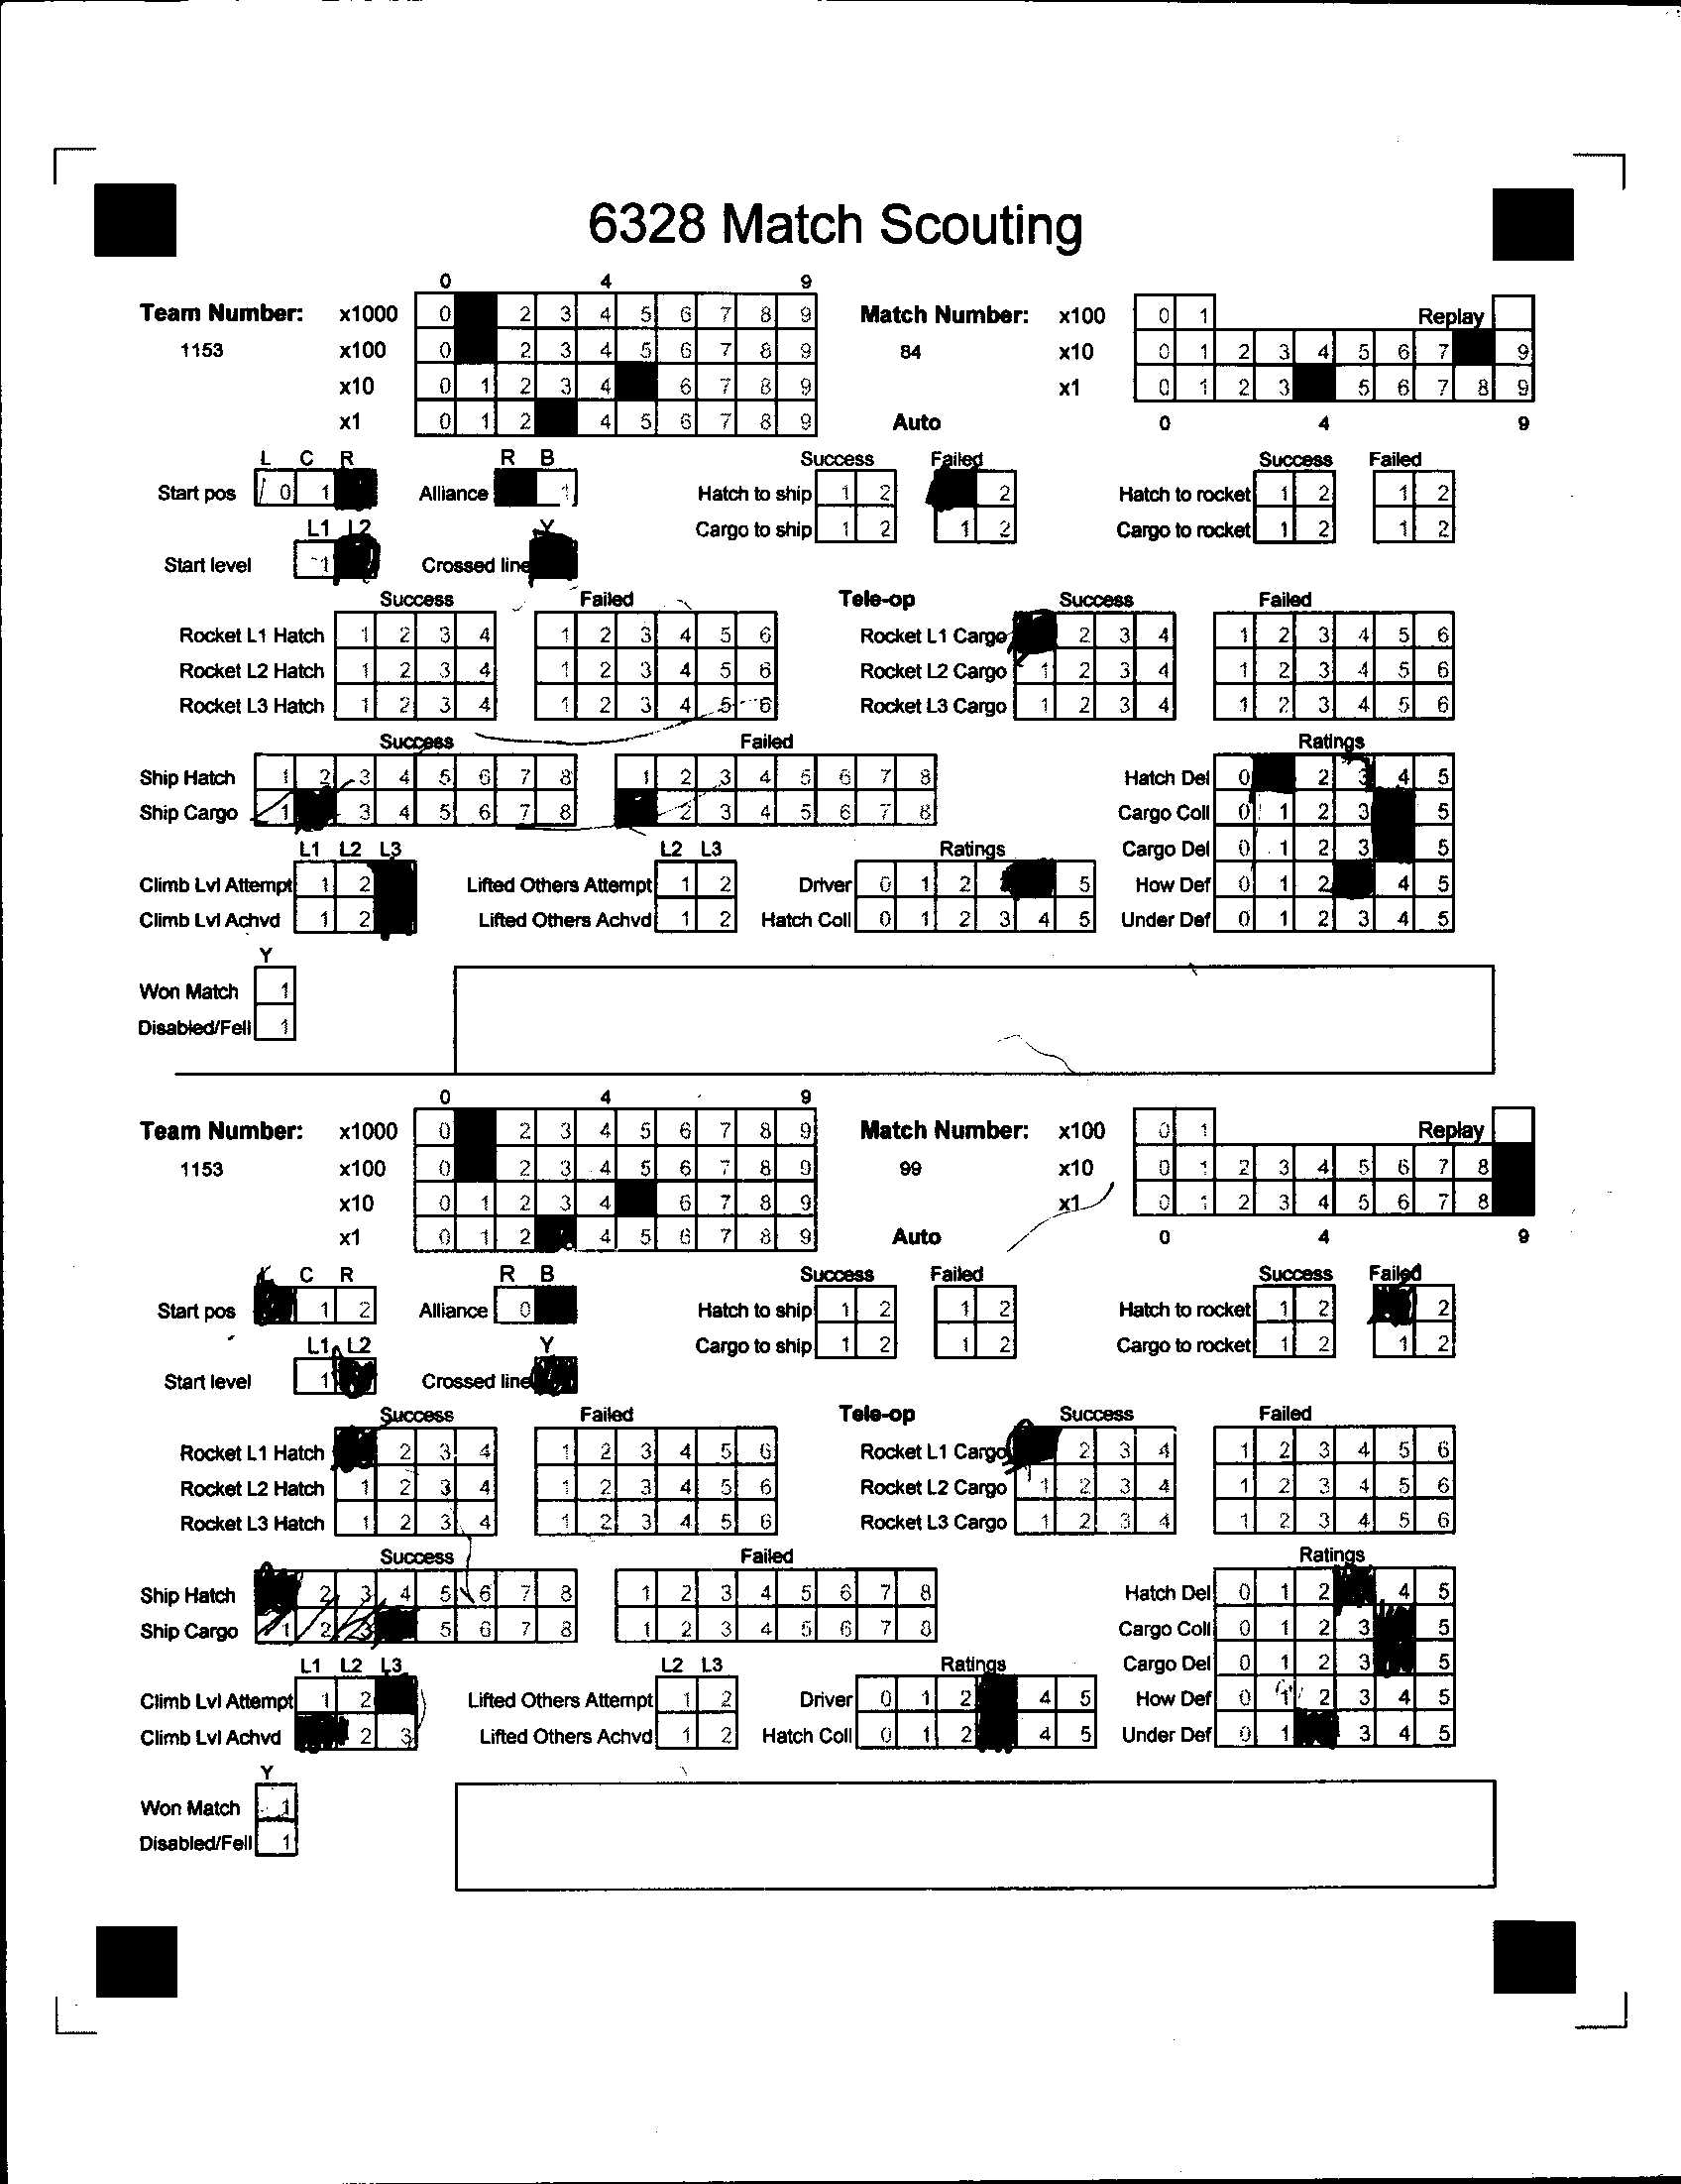 6328 Match Scouting
0 4 9
Team Number: x1000 0 2 3 4 5 6 7 8 9 Match Number: x100 0 1 Replay
1153 x100 0 2 3 4 5 6 7 8 9 84 x10 0 1 2 3 4 5 6 7 9
x10 0 1 2 3 4 6 7 8 9 x1 0 1 2 3 5 6 7 8 9
x1 0 1 2 4 5 6 7 8 9 Auto 0 4 9
L C R R B Success Failed Success Failed
Start pos 0 1 Alliance 1 Hatch to ship 1 2 2 Hatch to rocket 1 2 1 2
L1 L2 Y Cargo to ship 1 2 1 2 Cargo to rocket 1 2 1 2
Start level 1 Crossed line
Success Failed Tele-op Success Failed
Rocket L1 Hatch 1 2 3 4 1 2 3 4 5 6 Rocket L1 Cargo 2 3 4 1 2 3 4 5 6
Rocket L2 Hatch 1 2 3 4 1 2 3 4 5 6 Rocket L2 Cargo 1 2 3 4 1 2 3 4 5 6
Rocket L3 Hatch 1 2 3 4 1 2 3 4 5 6 Rocket L3 Cargo 1 2 3 4 1 2 3 4 5 6
Success Failed Ratings
Ship Hatch 1 2 3 4 5 6 7 8 1 2 3 4 5 6 7 8 Hatch Del 0 2 3 4 5
Ship Cargo 1 3 4 5 6 7 8 2 3 4 5 6 7 8 Cargo Coll 0 1 2 3 5
L1 L2 L3 L2 L3 Ratings Cargo Del 0 1 2 3 5
Climb Lvl Attempt 1 2 Lifted Others Attempt 1 2 Driver 0 1 2 5 How Def 0 1 2 4 5
Climb Lvl Achvd 1 2 Lifted Others Achvd 1 2 Hatch Coll 0 1 2 3 4 5 Under Def 0 1 2 3 4 5
Y
Won Match 1
Disabled/Fell 1
0 4 9
Team Number: x1000 0 2 3 4 5 6 7 8 9 Match Number: x100 0 1 Replay
1153 x100 0 2 3 4 5 6 7 8 9 99 x10 0 1 2 3 4 5 6 7 8
x10 0 1 2 3 4 6 7 8 9 x1 0 1 2 3 4 5 6 7 8
x1 0 1 2 4 5 6 7 8 9 Auto 0 4 9
C R R B Success Failed Success Failed
Start pos 1 2 Alliance 0 Hatch to ship 1 2 1 2 Hatch to rocket 1 2 2
L1 L2 Y Cargo to ship 1 2 1 2 Cargo to rocket 1 2 1 2
Start level 1 Crossed line
Success Failed Tele-op Success Failed
Rocket L1 Hatch 2 3 4 1 2 3 4 5 6 Rocket L1 Cargo 2 3 4 1 2 3 4 5 6
Rocket L2 Hatch 1 2 3 4 1 2 3 4 5 6 Rocket L2 Cargo 1 2 3 4 1 2 3 4 5 6
Rocket L3 Hatch 1 2 3 4 1 2 3 4 5 6 Rocket L3 Cargo 1 2 3 4 1 2 3 4 5 6
Success Failed Ratings
Ship Hatch 2 3 4 5 6 7 8 1 2 3 4 5 6 7 8 Hatch Del 0 1 2 4 5
Ship Cargo 1 2 3 5 6 7 8 1 2 3 4 5 6 7 8 Cargo Coll 0 1 2 3 5
L1 L2 L3 L2 L3 Ratings Cargo Del 0 1 2 3 5
Climb Lvl Attempt 1 2 Lifted Others Attempt 1 2 Driver 0 1 2 4 5 How Def 0 1 2 3 4 5
Climb Lvl Achvd 2 3 Lifted Others Achvd 1 2 Hatch Coll 0 1 2 4 5 Under Def 0 1 3 4 5
Y
Won Match 1
Disabled/Fell 1